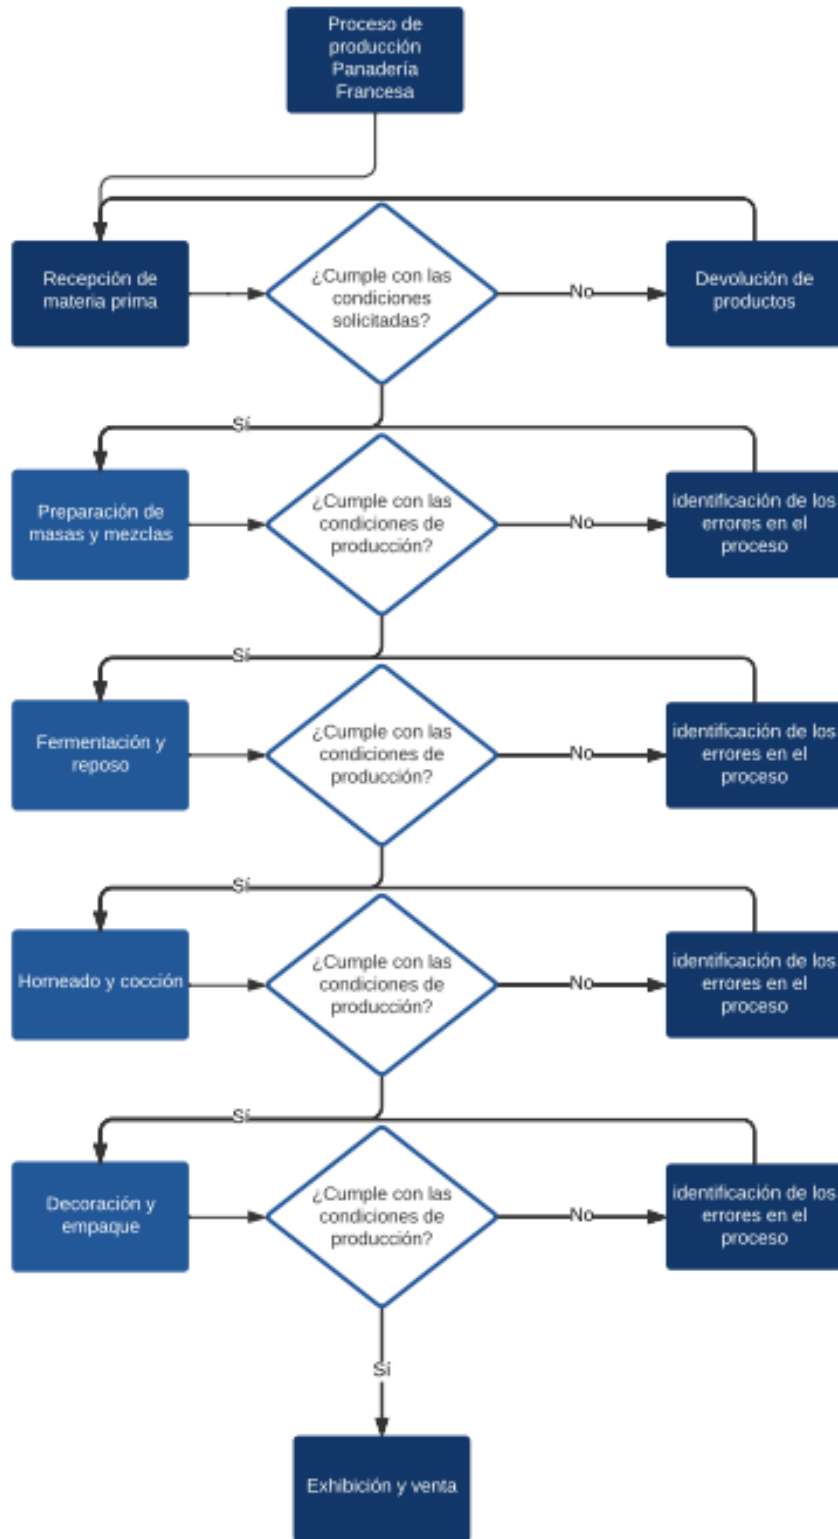 Proceso de
producción
Panadería
Francesa
Recepción de
materia prima
¿Cumple con las
condiciones
solicitadas?
No
Devolución de
productos
Sí
Preparación de
masas y mezclas
¿Cumple con las
condiciones de
producción?
No
identificación de los
errores en el
proceso
Sí
Fermentación y
reposo
¿Cumple con las
condiciones de
producción?
No
identificación de los
errores en el
proceso
Sí
Horneado y cocción
¿Cumple con las
condiciones de
producción?
No
identificación de los
errores en el
proceso
Sí
Decoración y
empaque
¿Cumple con las
condiciones de
producción?
No
identificación de los
errores en el
proceso
Sí
Exhibición y venta